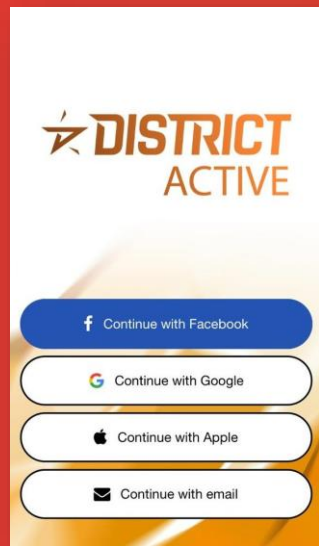 DISTRICT
ACTIVE
Continue with Facebook
Continue with Google
Continue with Apple
Continue with email